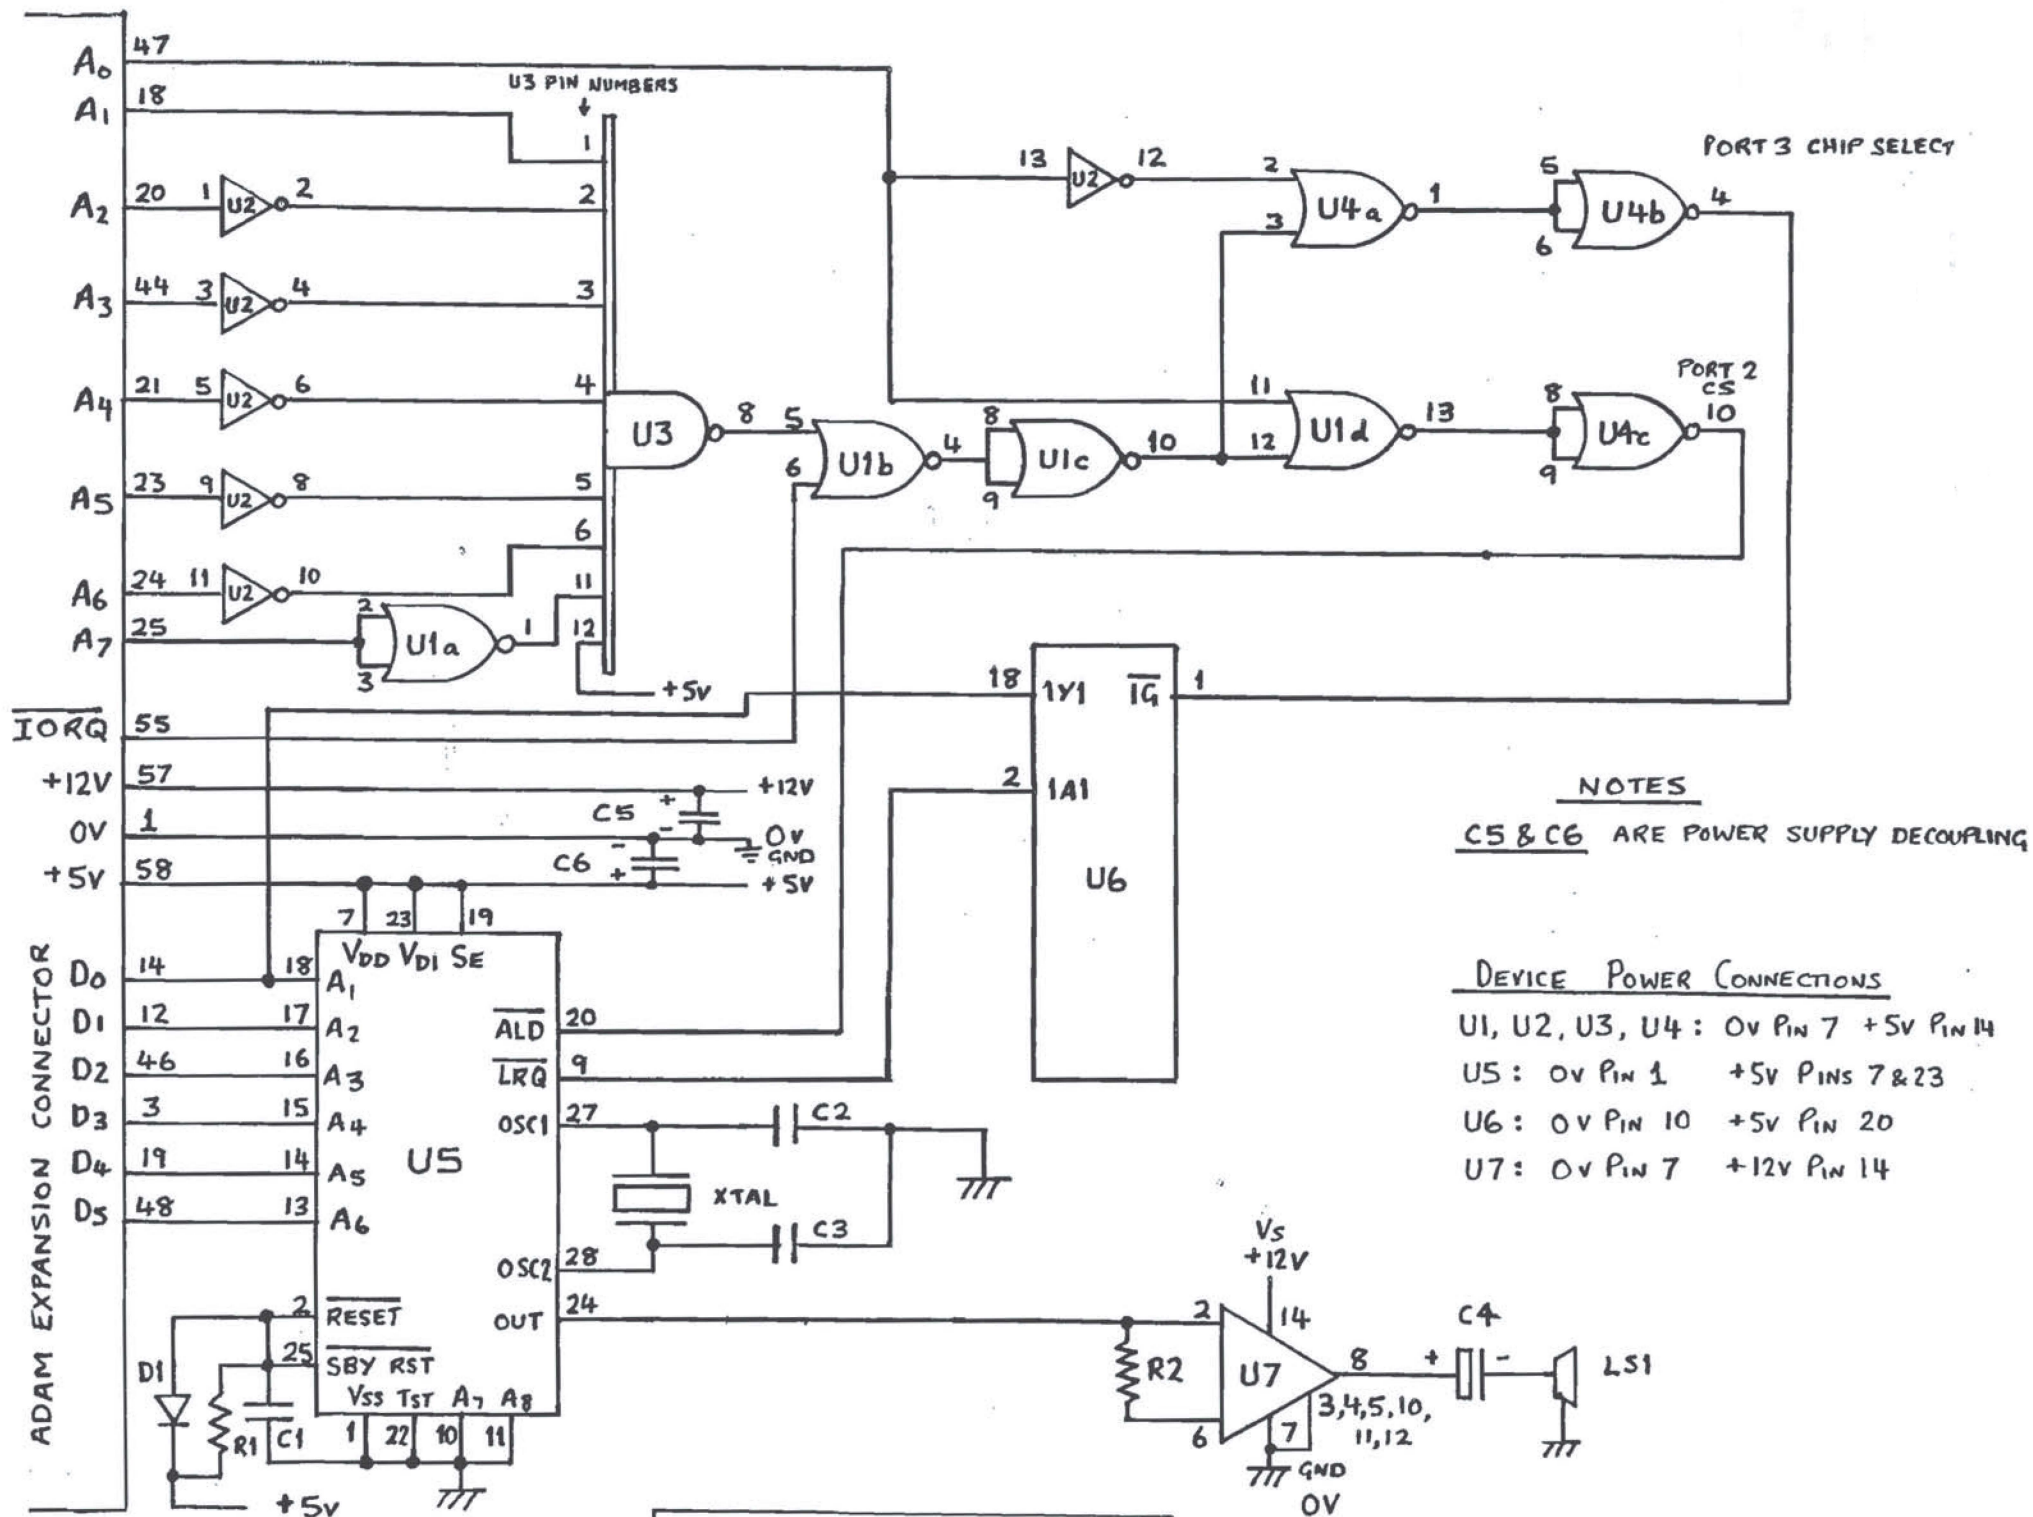 A0 47
A1 18
A2 20 1 U2 2 2
A3 44 3 U2 4 3
A4 21 5 U2 6 4
A5 23 9 U2 8 5
A6 24 11 U2 10 6
A7 25 2 3 U1a 1 11
12 +5v
U3 PIN NUMBERS
1
U3 8
5 6 U1b 4
8 9 U1c 10
13 U2 12
2 3 U4a 1
5 6 U4b 4
PORT 3 CHIP SELECT
11 12 U1d 13
8 9 U4c 10
PORT 2
CS
IORQ 55
+12V 57 +12V
C5 + -
0V 1 0v
GND
C6 - +
+5V 58 +5V
18 1Y1 1G 1
2 1A1
U6
NOTES
C5 & C6 ARE POWER SUPPLY DECOUPLING
DEVICE POWER CONNECTIONS
U1, U2, U3, U4: 0v PIN 7 +5v PIN 14
U5: 0v PIN 1 +5v PINS 7 & 23
U6: 0v PIN 10 +5v PIN 20
U7: 0v PIN 7 +12v PIN 14
ADAM EXPANSION CONNECTOR
7 23 19
VDD VDI SE
D0 14 18 A1
D1 12 17 A2
D2 46 16 A3
D3 3 15 A4
D4 19 14 A5
D5 48 13 A6
U5
ALD 20
LRQ 9
OSC1 27 C2
XTAL
C3
OSC2 28
OUT 24
2 RESET
25 SBY RST
VSS TST A7 A8
1 22 10 11
D1 R1 C1
+5v
R2
Vs
+12V
2 14
U7 8
6 7
3,4,5,10,
11,12
GND
0V
C4
+ -
LS1